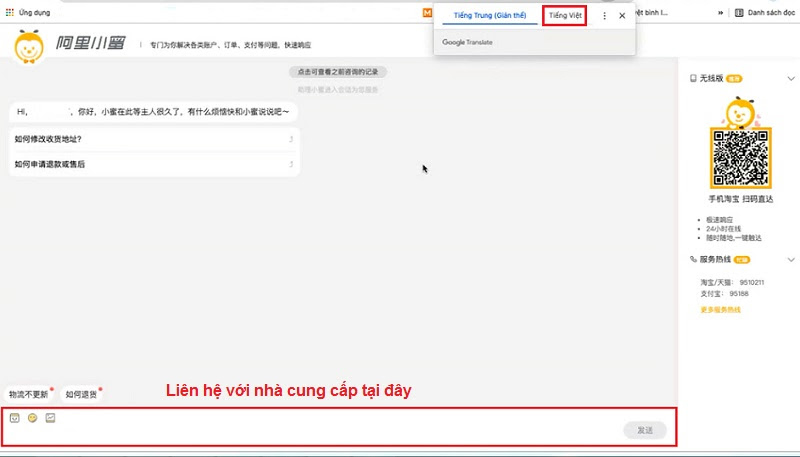 Ứng dụng
Tiếng Trung (Giản thể)
Tiếng Việt
Google Translate
M
ệt bình l...
»
Danh sách đọc
阿里小蜜
专门为你解决各类账户、订单、支付等问题，快速响应
点击可查看之前咨询的记录
助理小蜜进入会话为您服务
Hi, ，你好，小蜜在此等主人很久了，有什么烦恼快和小蜜说说吧～
如何修改收货地址？
如何申请退款或售后
无线版
手机淘宝 扫码直达
极速响应
24小时在线
随时随地,一键触达
服务热线
淘宝/天猫： 9510211
支付宝： 95188
更多服务热线
物流不更新
如何退货
Liên hệ với nhà cung cấp tại đây
发送